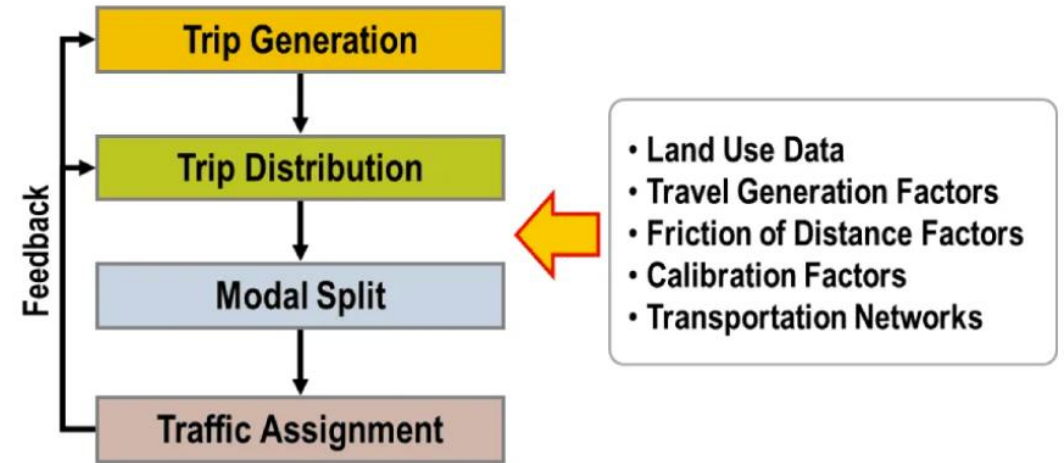 Trip Generation
Trip Distribution
Modal Split
Traffic Assignment
Feedback
• Land Use Data
• Travel Generation Factors
• Friction of Distance Factors
• Calibration Factors
• Transportation Networks